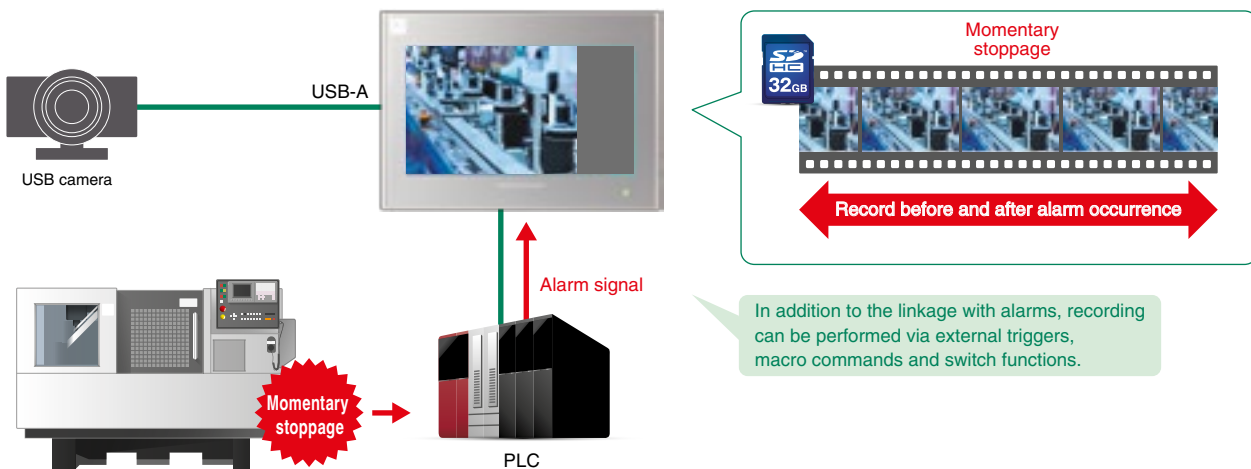 USB-A
USB camera
SD
HC
32GB
Momentary
stoppage
Record before and after alarm occurrence
Alarm signal
In addition to the linkage with alarms, recording
can be performed via external triggers,
macro commands and switch functions.
Momentary
stoppage
PLC